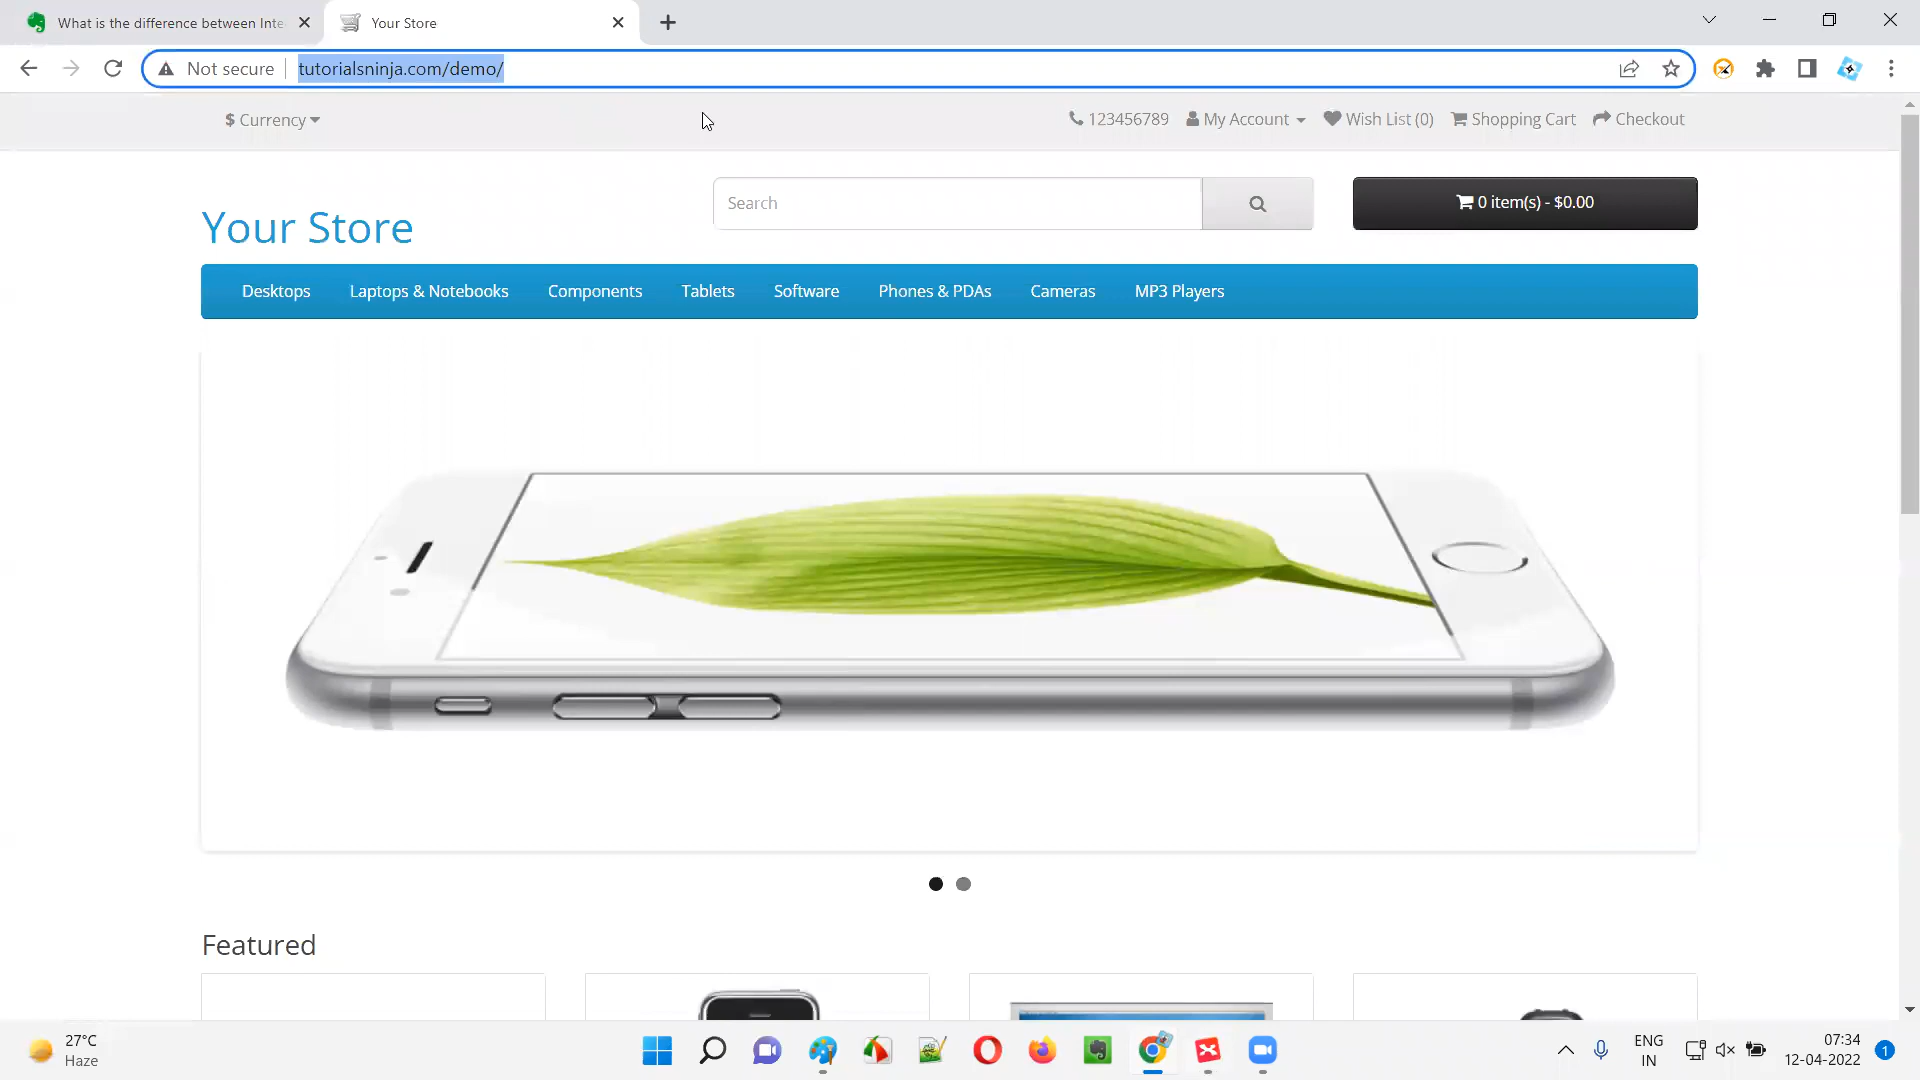 What is the difference between Inte
Your Store
Not secure
tutorialsninja.com/demo/
$ Currency
123456789
My Account
Wish List (0)
Shopping Cart
Checkout
Your Store
Search
0 item(s) - $0.00
Desktops
Laptops & Notebooks
Components
Tablets
Software
Phones & PDAs
Cameras
MP3 Players
Featured
27°C
Haze
ENG
IN
07:34
12-04-2022
1